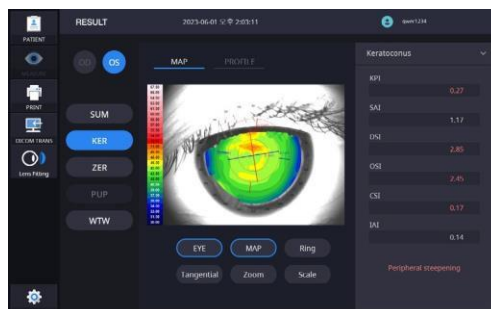 RESULT
2023-06-01 오후 2:03:11
qwer1234
PATIENT
PRINT
DICOM TRANS
Lens Fitting
OD
OS
SUM
KER
ZER
PUP
WTW
MAP
PROFILE
EYE
MAP
Ring
Tangential
Zoom
Scale
Keratoconus
KPI
0.27
SAI
1.17
DSI
2.85
OSI
2.45
CSI
0.17
IAI
0.14
Peripheral steepening